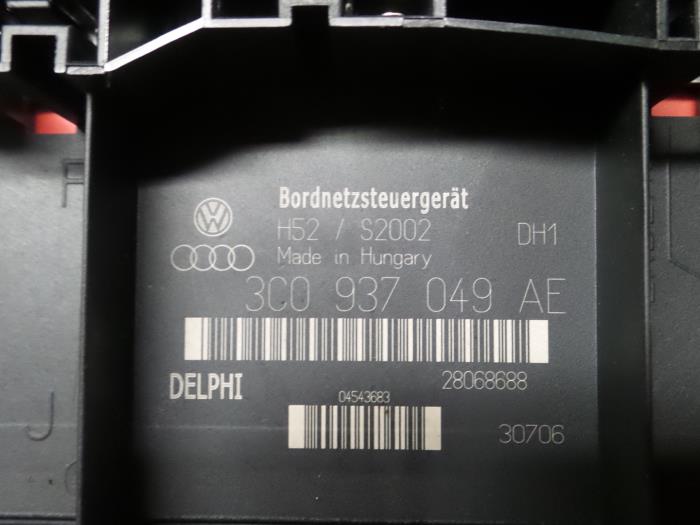 Bordnetzsteuergerät
H52 / S2002 DH1
Made in Hungary
3C0 937 049 AE
DELPHI 28068688
04543683
30706
F
J